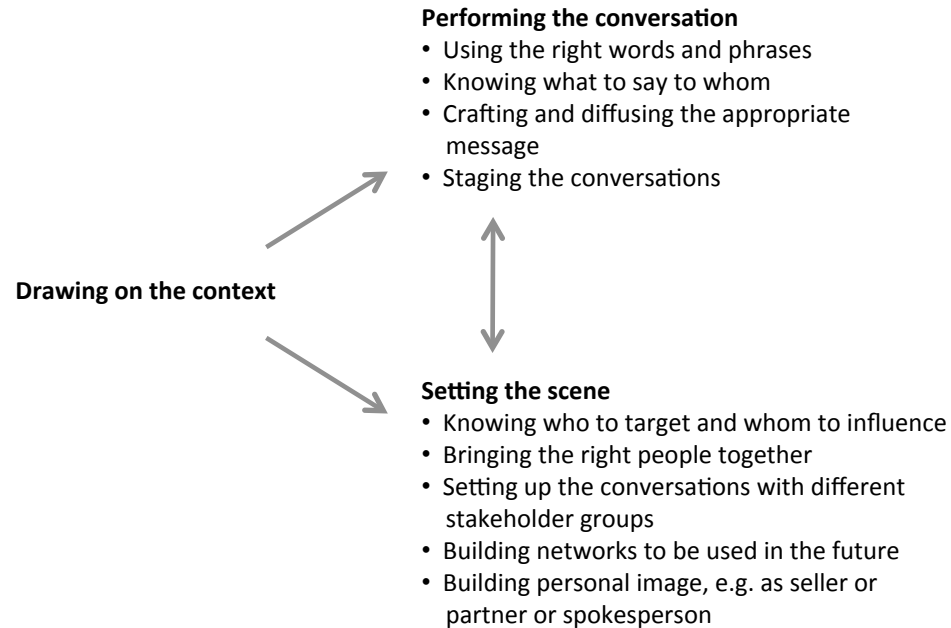 Performing the conversation
• Using the right words and phrases
• Knowing what to say to whom
• Crafting and diffusing the appropriate
message
• Staging the conversations
Drawing on the context
Setting the scene
• Knowing who to target and whom to influence
• Bringing the right people together
• Setting up the conversations with different
stakeholder groups
• Building networks to be used in the future
• Building personal image, e.g. as seller or
partner or spokesperson